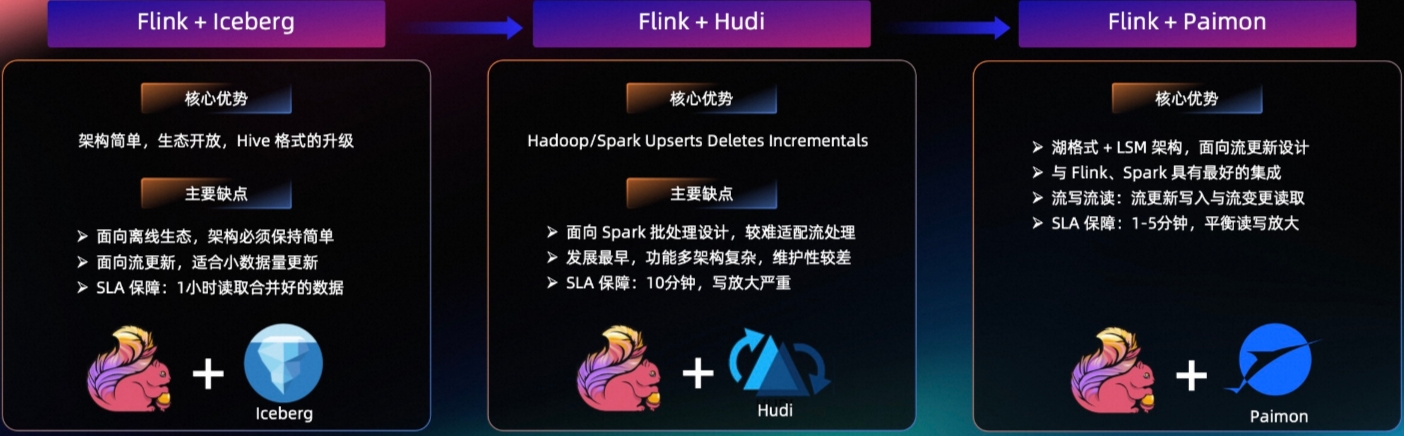 Flink + Iceberg
核心优势
架构简单，生态开放，Hive 格式的升级
主要缺点
➢ 面向离线生态，架构必须保持简单
➢ 面向流更新，适合小数据量更新
➢ SLA 保障：1小时读取合并好的数据
Iceberg
Flink + Hudi
核心优势
Hadoop/Spark Upserts Deletes Incrementals
主要缺点
➢ 面向 Spark 批处理设计，较难适配流处理
➢ 发展最早，功能多架构复杂，维护性较差
➢ SLA 保障：10分钟，写放大严重
Hudi
Flink + Paimon
核心优势
➢ 湖格式 + LSM 架构，面向流更新设计
➢ 与 Flink、Spark 具有最好的集成
➢ 流写流读：流更新写入与流变更读取
➢ SLA 保障：1-5分钟，平衡读写放大
Paimon